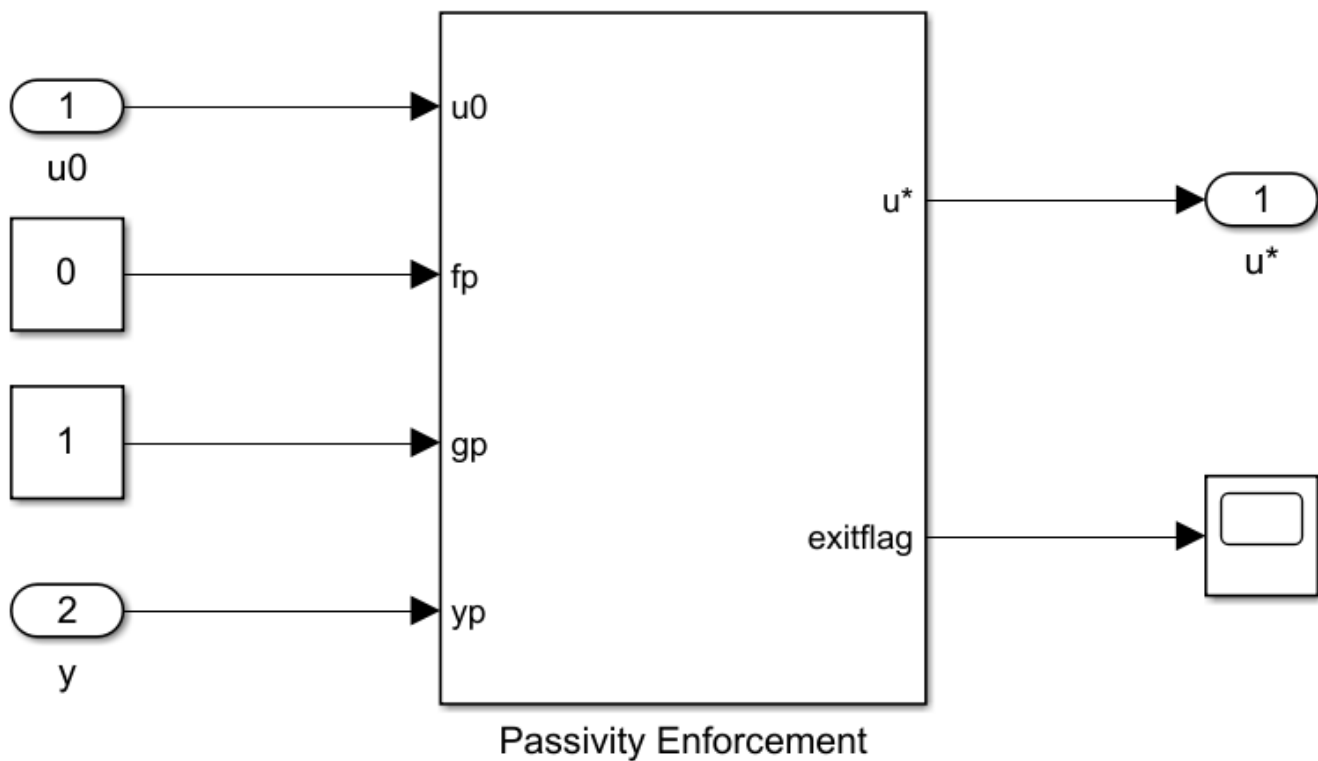 1
u0
u0
u*
1
u*
0
fp
1
gp
exitflag
2
yp
y
Passivity Enforcement